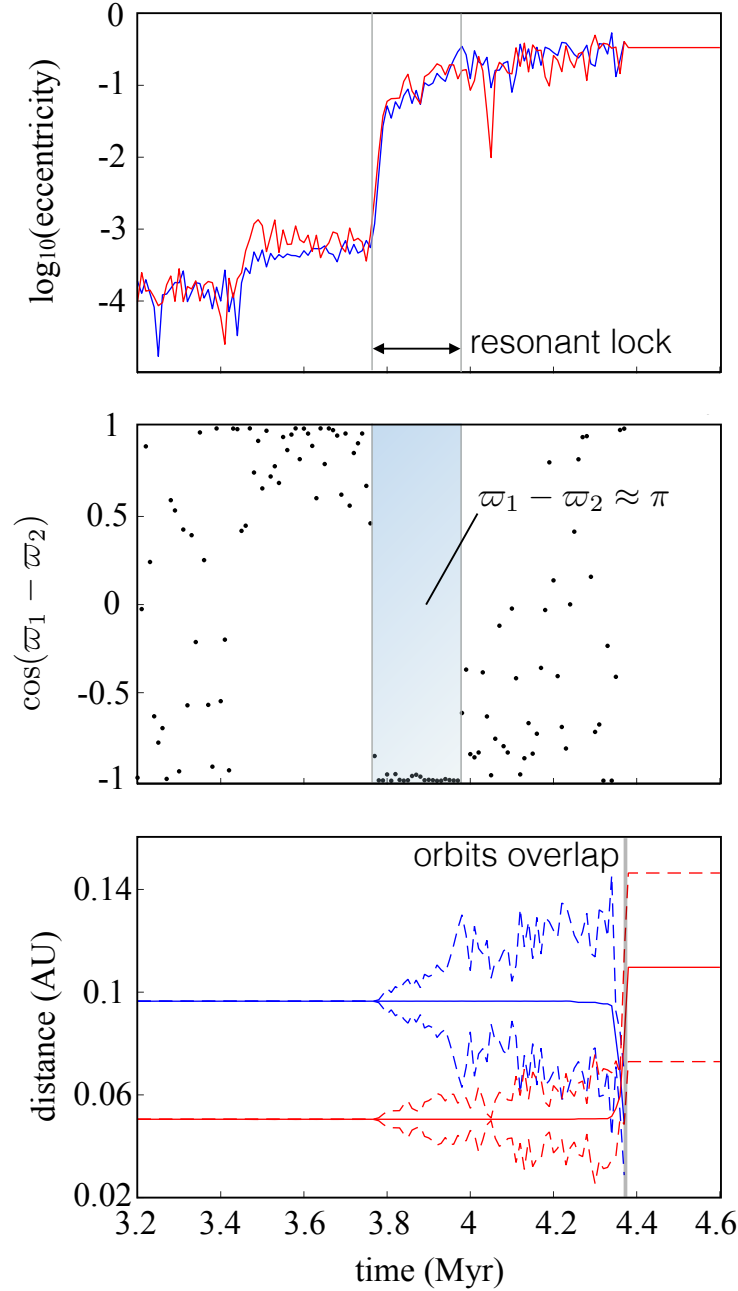 0
-1
-2
-3
-4
log₁₀(eccentricity)
resonant lock
1
0.5
0
-0.5
-1
cos(ϖ₁ − ϖ₂)
ϖ₁ − ϖ₂ ≈ π
orbits overlap
0.14
0.1
0.06
0.02
distance (AU)
3.2 3.4 3.6 3.8 4 4.2 4.4 4.6
time (Myr)